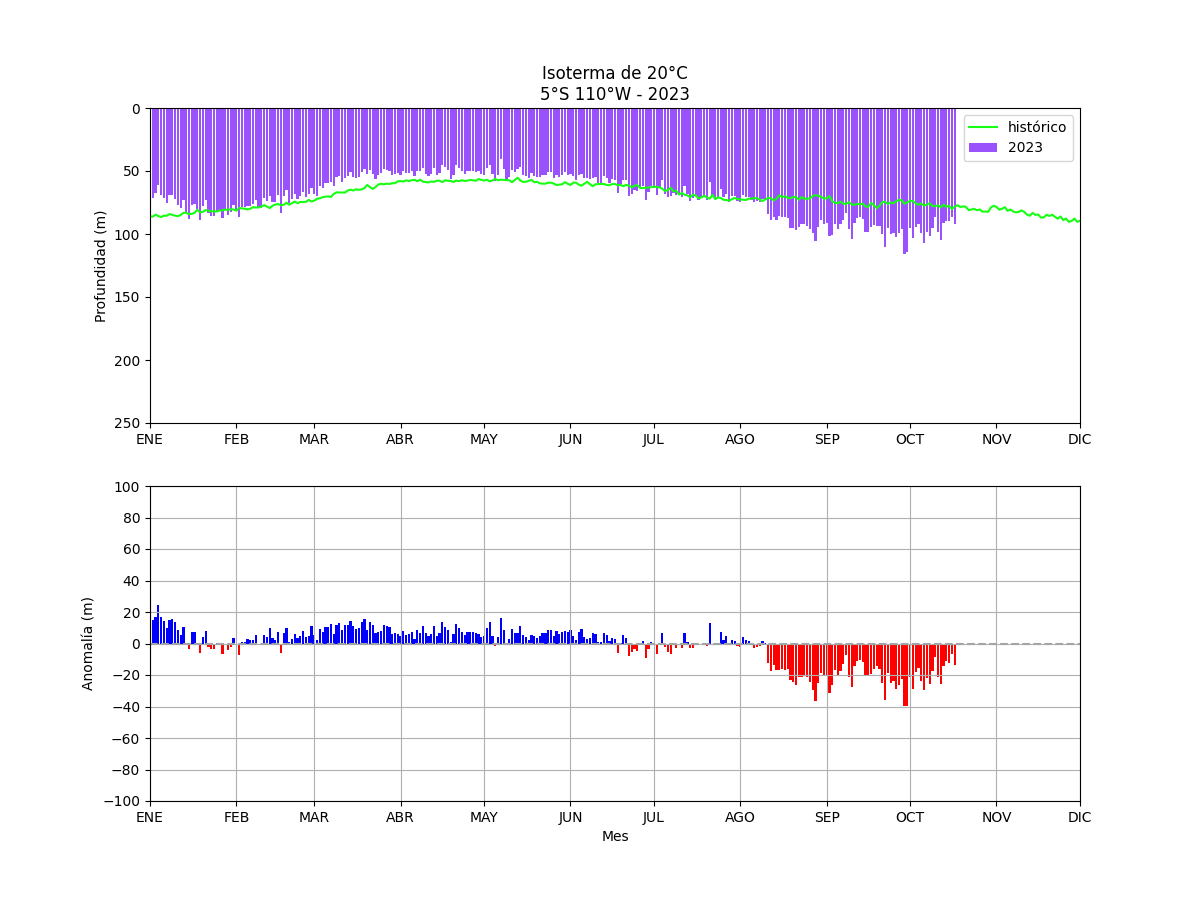 Isoterma de 20°C
5°S 110°W - 2023
histórico
2023
Profundidad (m)
0
50
100
150
200
250
ENE FEB MAR ABR MAY JUN JUL AGO SEP OCT NOV DIC
Anomalía (m)
100
80
60
40
20
0
−20
−40
−60
−80
−100
ENE FEB MAR ABR MAY JUN JUL AGO SEP OCT NOV DIC
Mes